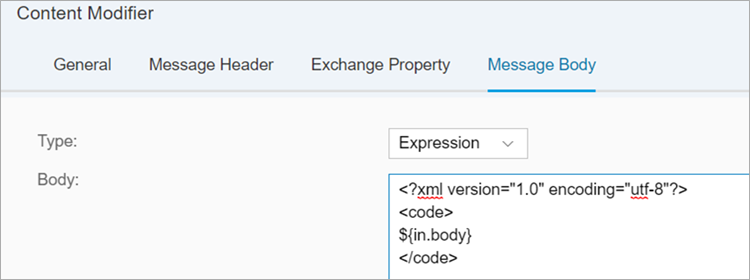 Content Modifier
General Message Header Exchange Property Message Body
Type: Expression
Body:
<?xml version="1.0" encoding="utf-8"?>
<code>
${in.body}
</code>